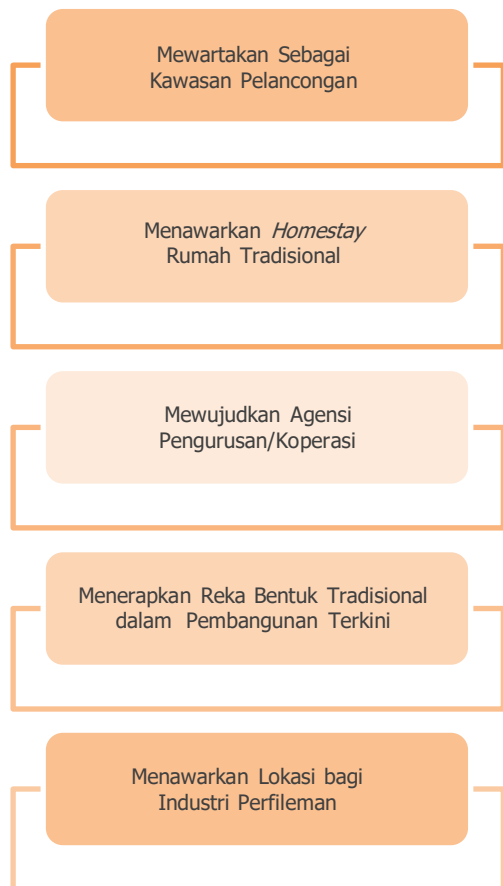 Mewartakan Sebagai
Kawasan Pelancongan
Menawarkan Homestay
Rumah Tradisional
Mewujudkan Agensi
Pengurusan/Koperasi
Menerapkan Reka Bentuk Tradisional
dalam Pembangunan Terkini
Menawarkan Lokasi bagi
Industri Perfileman